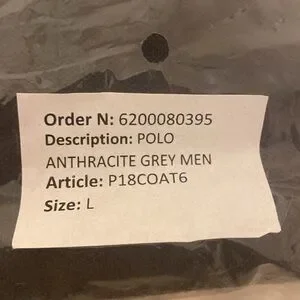 Order N: 6200080395
Description: POLO
ANTHRACITE GREY MEN
Article: P18COAT6
Size: L